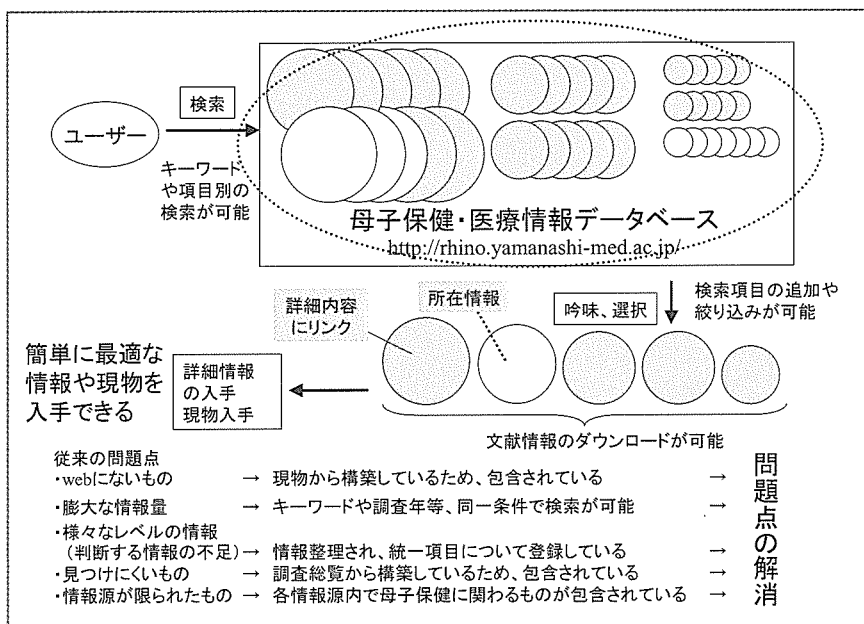 ユーザー
検索
キーワード
や項目別の
検索が可能
母子保健・医療情報データベース
http://rhino.yamanashi-med.ac.jp/
検索項目の追加や
絞り込みが可能
吟味、選択
所在情報
詳細内容
にリンク
詳細情報
の入手
現物入手
簡単に最適な
情報や現物を
入手できる
文献情報のダウンロードが可能
従来の問題点
・webにないもの → 現物から構築しているため、包含されている →
・膨大な情報量 → キーワードや調査年等、同一条件で検索が可能 →
・様々なレベルの情報
(判断する情報の不足) → 情報整理され、統一項目について登録している →
・見つけにくいもの → 調査総覧から構築しているため、包含されている →
・情報源が限られたもの → 各情報源内で母子保健に関わるものが包含されている →
問題点の解消